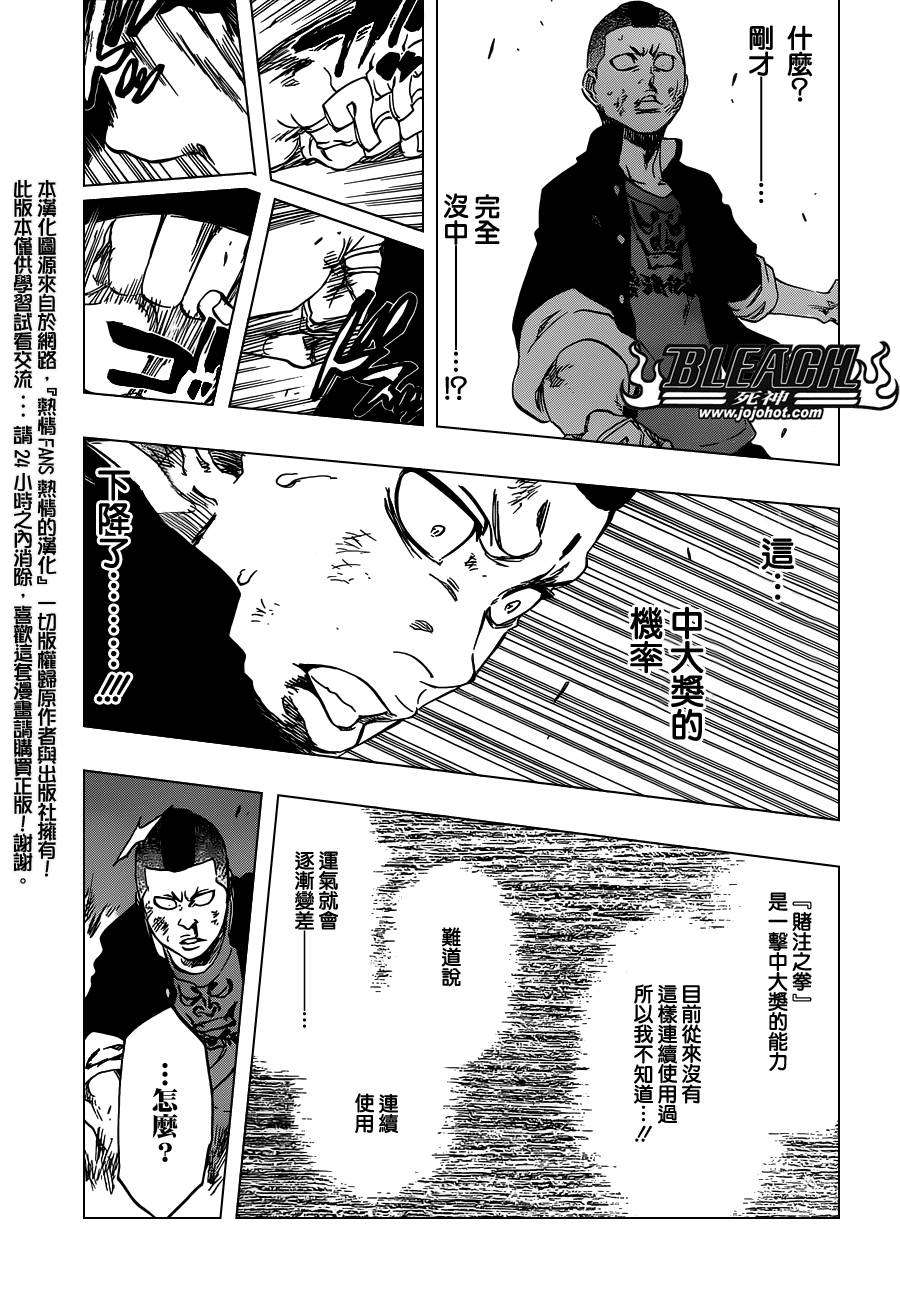 什麼?
剛才——…
完全
沒中——…!?
BLEACH
死神
www.jojohot.com
這…
中大獎的
機率
下降了………!!!
『賭注之拳』
是一擊中大獎的能力
目前從來沒有
這樣連續使用過
所以我不知道…!!
難道說
連續
使用
運氣就會
逐漸變差——…
…怎麼?
本漢化圖源來自於網路，『熱情FANS 熱情的漢化』一切版權歸原作者與出版社擁有!
此版本僅供學習試看交流…請 24 小時之內消除，喜歡這套漫畫請購買正版!謝謝。